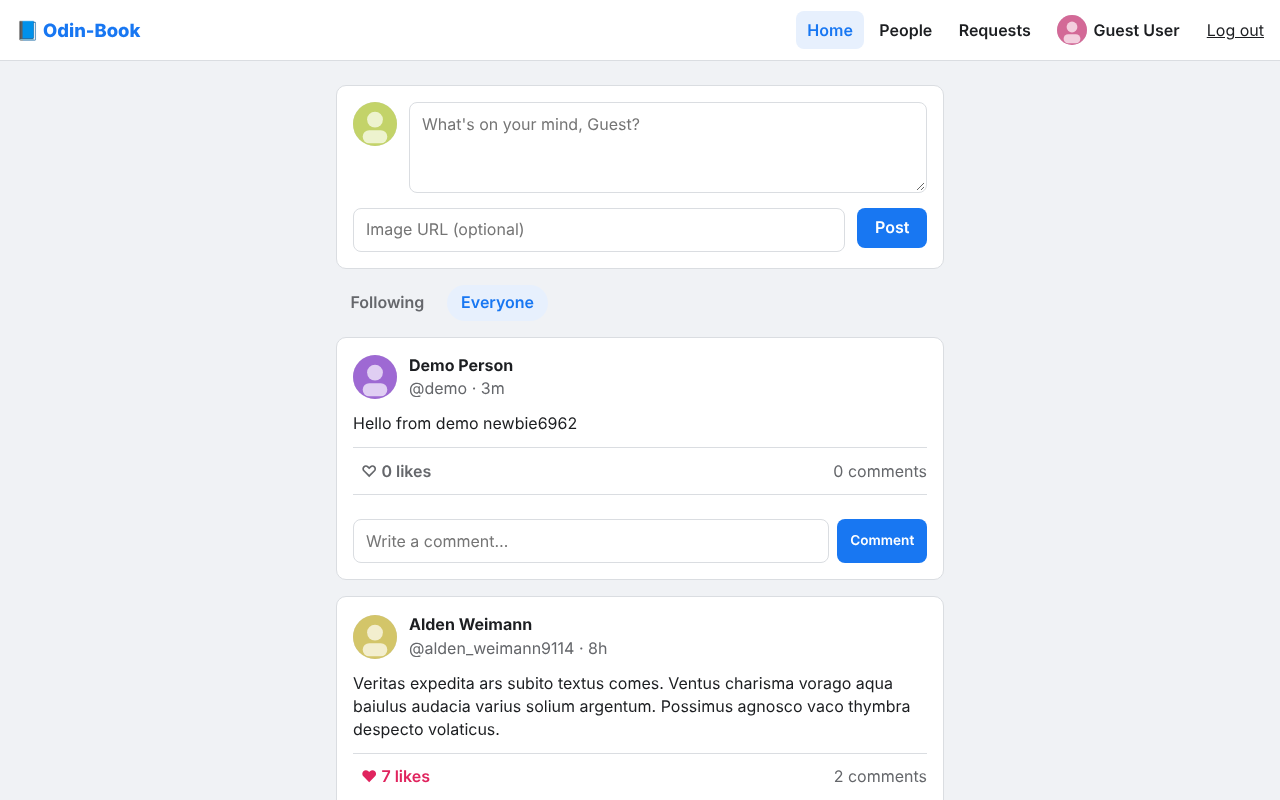 📘 Odin-Book
Home
People
Requests
Guest User
Log out
What's on your mind, Guest?
Image URL (optional)
Post
Following
Everyone
Demo Person
@demo · 3m
Hello from demo newbie6962
♡ 0 likes
0 comments
Write a comment...
Comment
Alden Weimann
@alden_weimann9114 · 8h
Veritas expedita ars subito textus comes. Ventus charisma vorago aqua
baiulus audacia varius solium argentum. Possimus agnosco vaco thymbra
despecto volaticus.
♥ 7 likes
2 comments